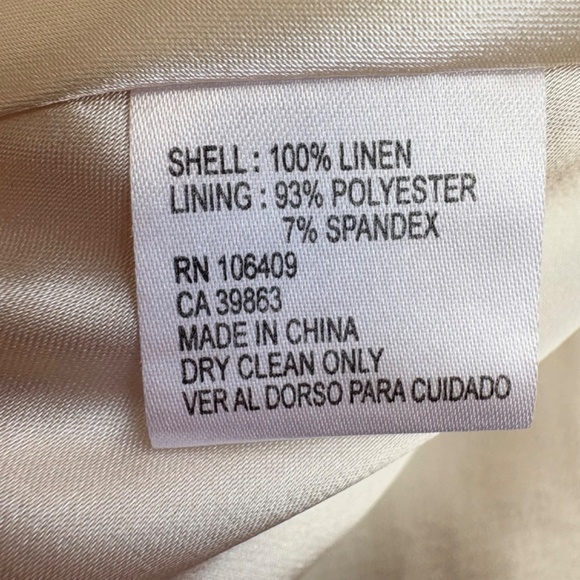 SHELL : 100% LINEN
LINING : 93% POLYESTER
7% SPANDEX
RN 106409
CA 39863
MADE IN CHINA
DRY CLEAN ONLY
VER AL DORSO PARA CUIDADO